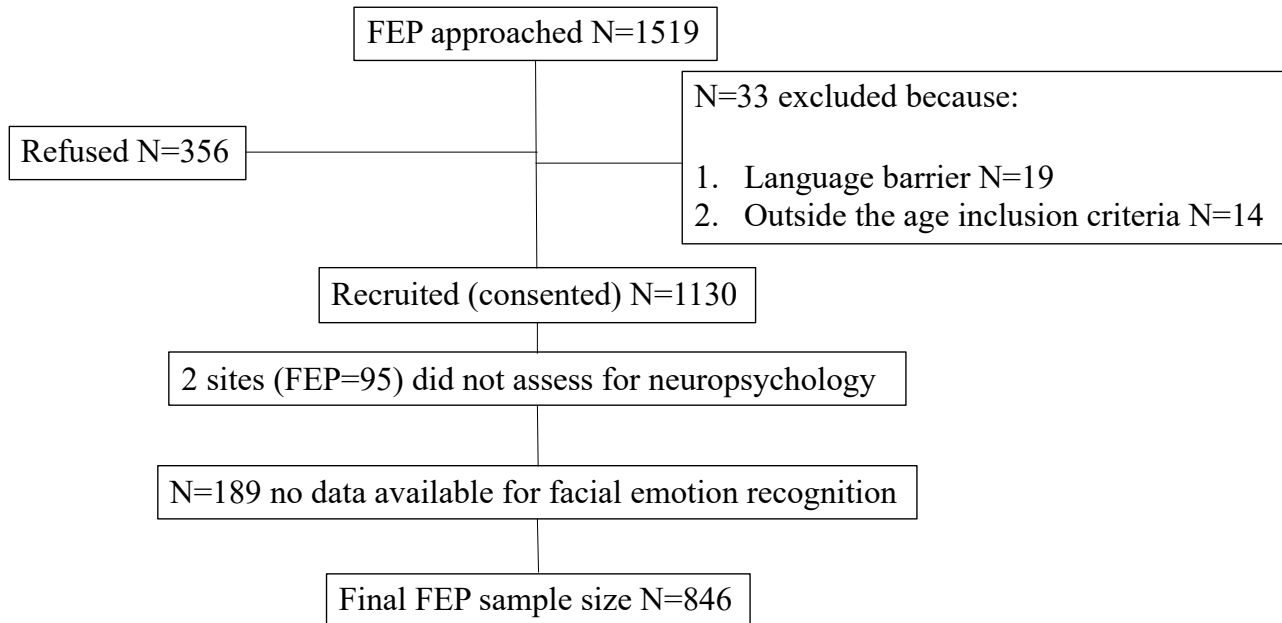 FEP approached N=1519
N=33 excluded because:
Refused N=356
1. Language barrier N=19
2. Outside the age inclusion criteria N=14
Recruited (consented) N=1130
2 sites (FEP=95) did not assess for neuropsychology
N=189 no data available for facial emotion recognition
Final FEP sample size N=846